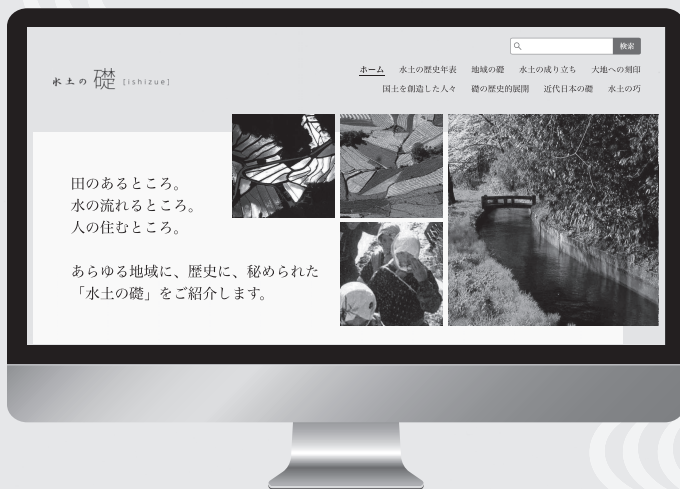 検索
水土の 礎 [ishizue]
ホーム 水土の歴史年表 地域の礎 水土の成り立ち 大地への刻印
国土を創造した人々 礎の歴史的展開 近代日本の礎 水土の巧
田のあるところ。
水の流れるところ。
人の住むところ。
あらゆる地域に、歴史に、秘められた
「水土の礎」をご紹介します。